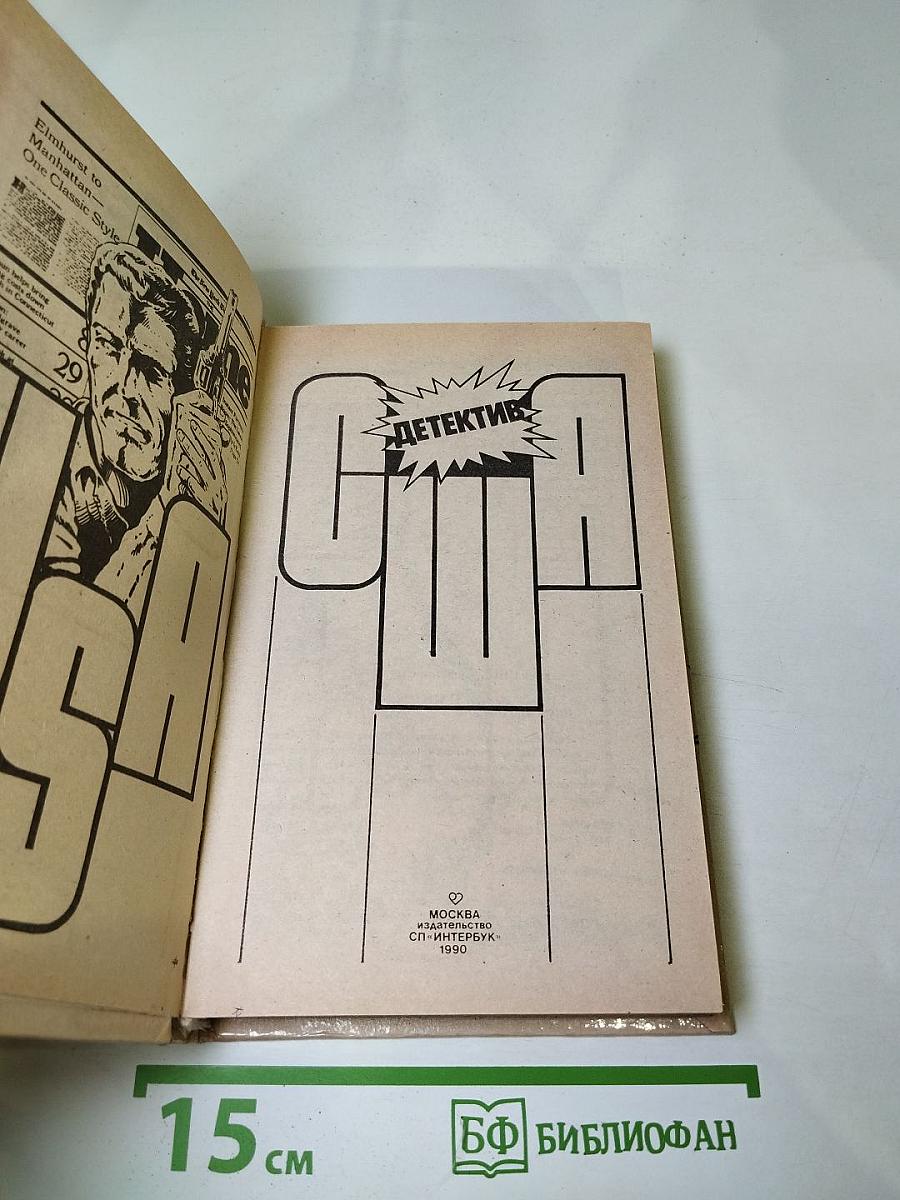 Elmhurst to
Manhattan—
One Classic Style
29
USA
ДЕТЕКТИВ
США
МОСКВА
издательство
СП «ИНТЕРБУК»
1990
15 см
БФ БИБЛИОФАН